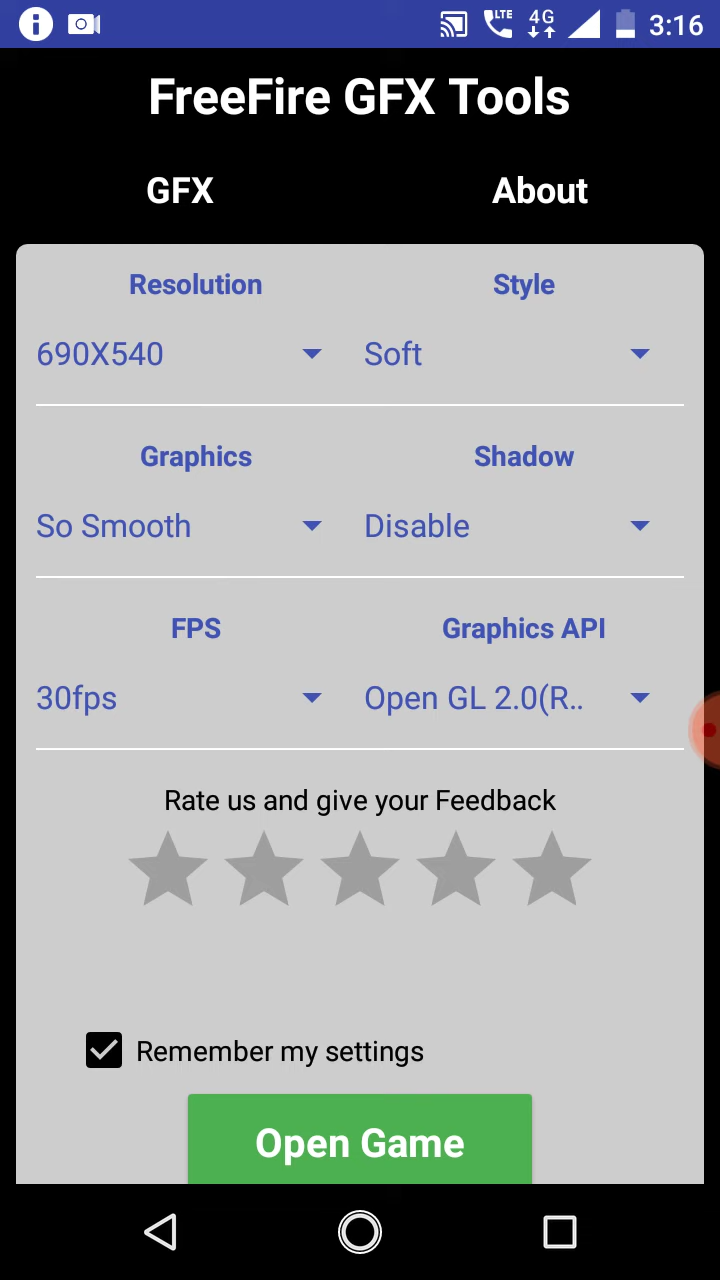 LTE 4G 3:16
FreeFire GFX Tools
GFX About
Resolution Style
690X540 Soft
Graphics Shadow
So Smooth Disable
FPS Graphics API
30fps Open GL 2.0(R..
Rate us and give your Feedback
Remember my settings
Open Game